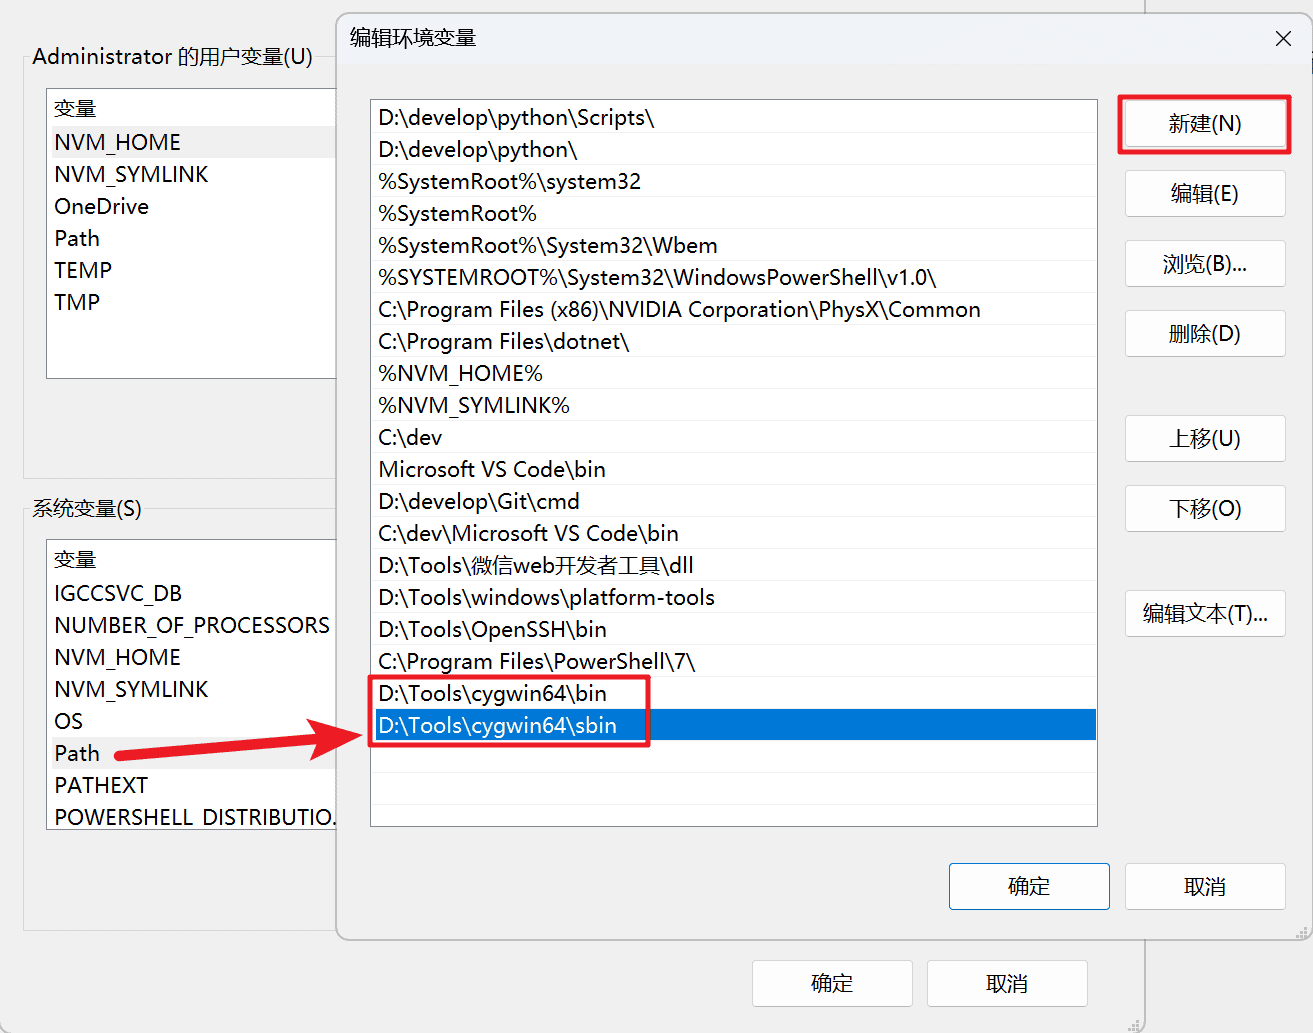 Administrator 的用户变量(U)
变量
NVM_HOME
NVM_SYMLINK
OneDrive
Path
TEMP
TMP
系统变量(S)
变量
IGCCSVC_DB
NUMBER_OF_PROCESSORS
NVM_HOME
NVM_SYMLINK
OS
Path
PATHEXT
POWERSHELL_DISTRIBUTIO.
编辑环境变量
D:\develop\python\Scripts\
D:\develop\python\
%SystemRoot%\system32
%SystemRoot%
%SystemRoot%\System32\Wbem
%SYSTEMROOT%\System32\WindowsPowerShell\v1.0\
C:\Program Files (x86)\NVIDIA Corporation\PhysX\Common
C:\Program Files\dotnet\
%NVM_HOME%
%NVM_SYMLINK%
C:\dev
Microsoft VS Code\bin
D:\develop\Git\cmd
C:\dev\Microsoft VS Code\bin
D:\Tools\微信web开发者工具\dll
D:\Tools\windows\platform-tools
D:\Tools\OpenSSH\bin
C:\Program Files\PowerShell\7\
D:\Tools\cygwin64\bin
D:\Tools\cygwin64\sbin
新建(N)
编辑(E)
浏览(B)...
删除(D)
上移(U)
下移(O)
编辑文本(T)...
确定
取消
确定
取消